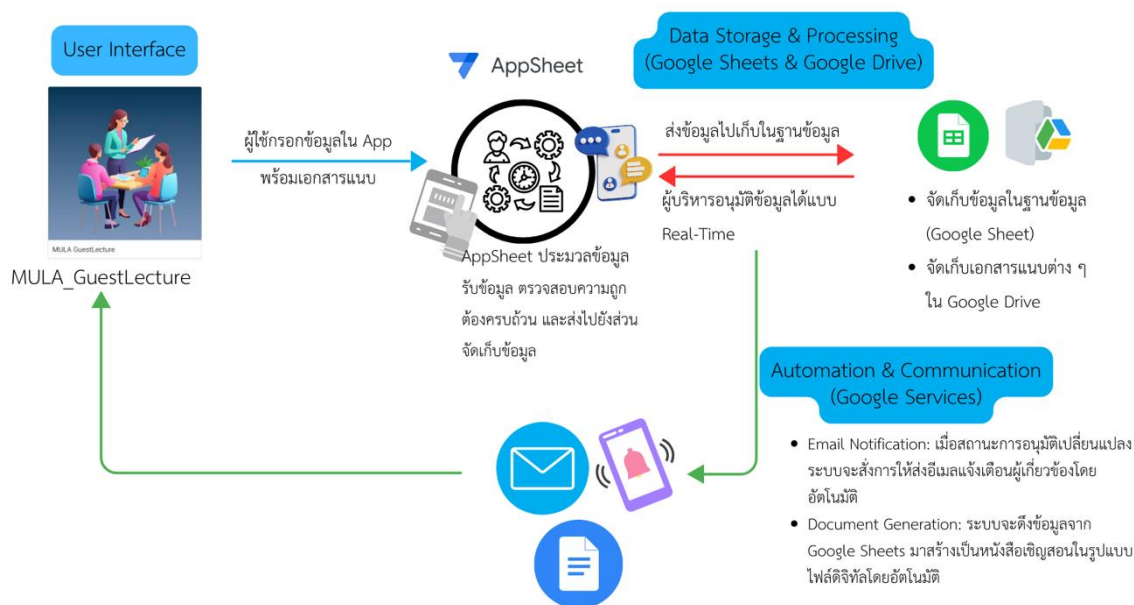 User Interface
MULA GuestLecture
MULA_GuestLecture
ผู้ใช้กรอกข้อมูลใน App
พร้อมเอกสารแนบ
AppSheet
AppSheet ประมวลข้อมูล
รับข้อมูล ตรวจสอบความถูก
ต้องครบถ้วน และส่งไปยังส่วน
จัดเก็บข้อมูล
Data Storage & Processing
(Google Sheets & Google Drive)
ส่งข้อมูลไปเก็บในฐานข้อมูล
ผู้บริหารอนุมัติข้อมูลได้แบบ
Real-Time
• จัดเก็บข้อมูลในฐานข้อมูล
(Google Sheet)
• จัดเก็บเอกสารแนบต่าง ๆ
ใน Google Drive
Automation & Communication
(Google Services)
• Email Notification: เมื่อสถานะการอนุมัติเปลี่ยนแปลง
ระบบจะสั่งการให้ส่งอีเมลแจ้งเตือนผู้เกี่ยวข้องโดย
อัตโนมัติ
• Document Generation: ระบบจะดึงข้อมูลจาก
Google Sheets มาสร้างเป็นหนังสือเชิญสอนในรูปแบบ
ไฟล์ดิจิทัลโดยอัตโนมัติ